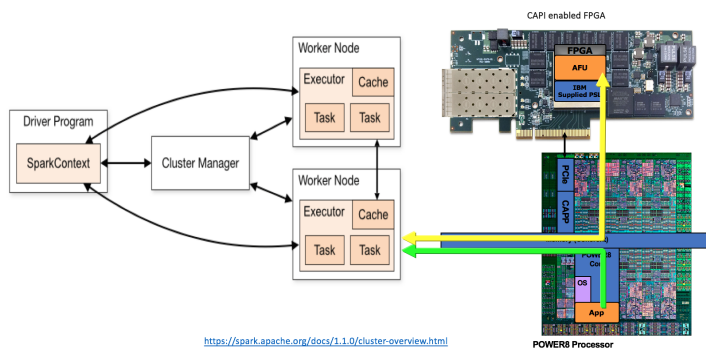 CAPI enabled FPGA
Worker Node
Executor
Cache
Task
Task
Driver Program
SparkContext
Cluster Manager
Worker Node
Executor
Cache
Task
Task
FPGA
AFU
IBM
Supplied PSL
PCIe
CAPP
POWER8
OS
App
https://spark.apache.org/docs/1.1.0/cluster-overview.html
POWER8 Processor